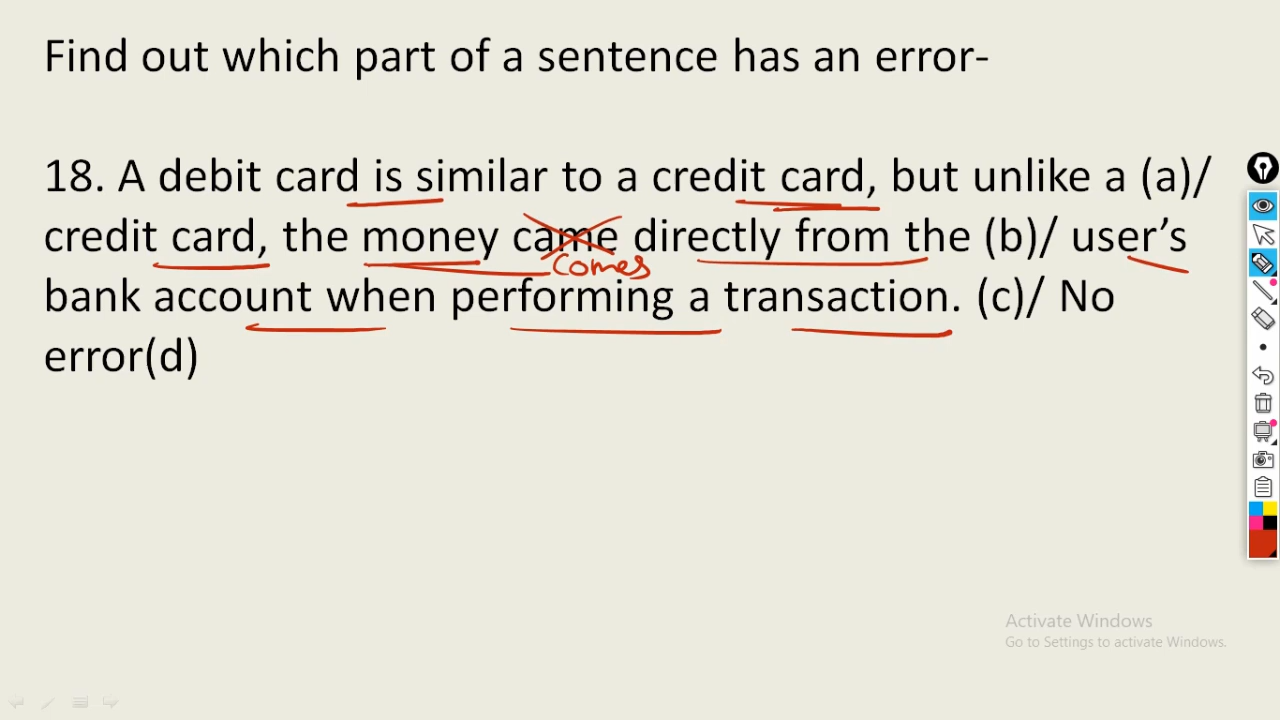 Find out which part of a sentence has an error-
18. A debit card is similar to a credit card, but unlike a (a)/
credit card, the money came directly from the (b)/ user’s
comes
bank account when performing a transaction. (c)/ No
error(d)
Activate Windows
Go to Settings to activate Windows.